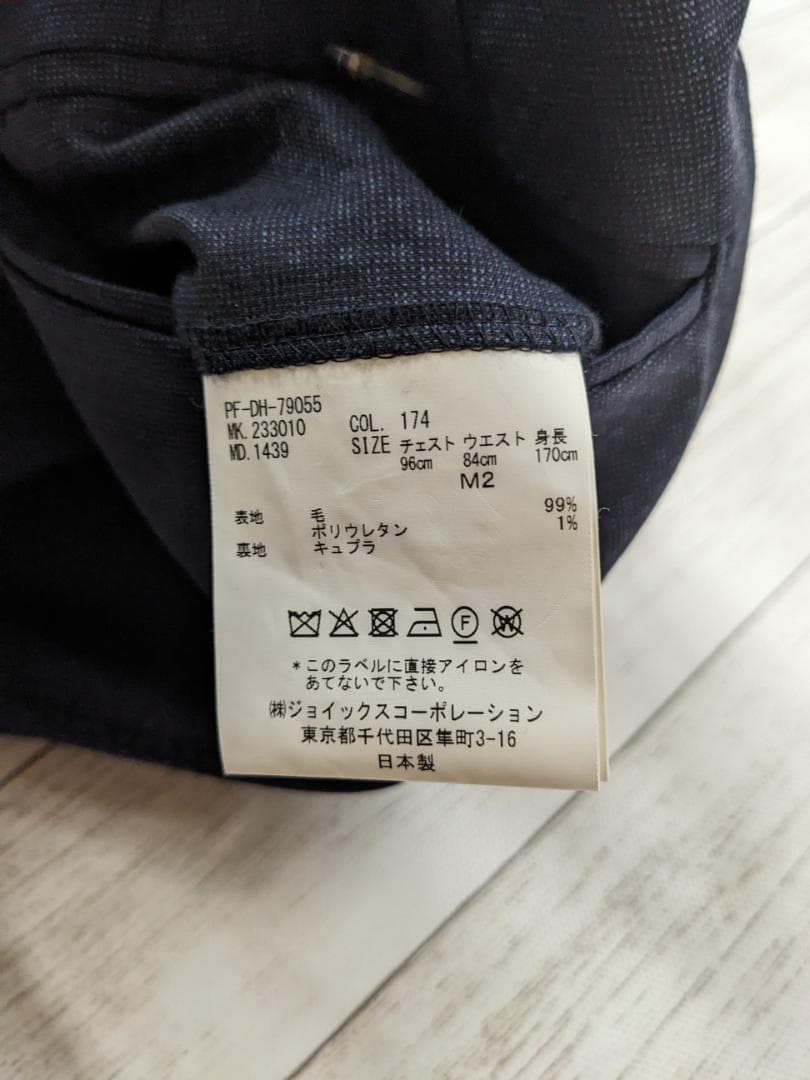 PF-DH-79055
MK.233010
MD.1439
COL. 174
SIZE チェスト ウエスト 身長
96cm 84cm 170cm
M2
表地 毛 99%
ポリウレタン 1%
裏地 キュプラ
F
W
*このラベルに直接アイロンを
あてないで下さい。
㈱ジョイックスコーポレーション
東京都千代田区隼町3-16
日本製